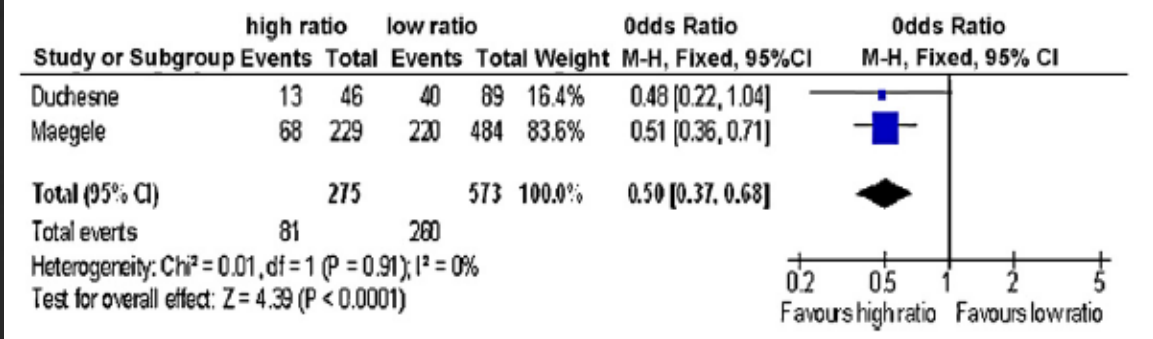 high ratio low ratio 0dds Ratio 0dds Ratio
Study or Subgroup Events Total Events Total Weight M-H, Fixed, 95%CI M-H, Fixed, 95% CI
Duchesne 13 46 40 89 16.4% 0.48 [0.22, 1.04]
Maegele 68 229 220 484 83.6% 0.51 [0.36, 0.71]
Total (95% CI) 275 573 100.0% 0.50 [0.37, 0.68]
Total everts 81 260
Heterogeneity: Chi² = 0.01, df = 1 (P = 0.91); I² = 0%
Test for overall effect: Z = 4.39 (P < 0.0001)
0.2 0.5 1 2 5
Favours high ratio Favours low ratio